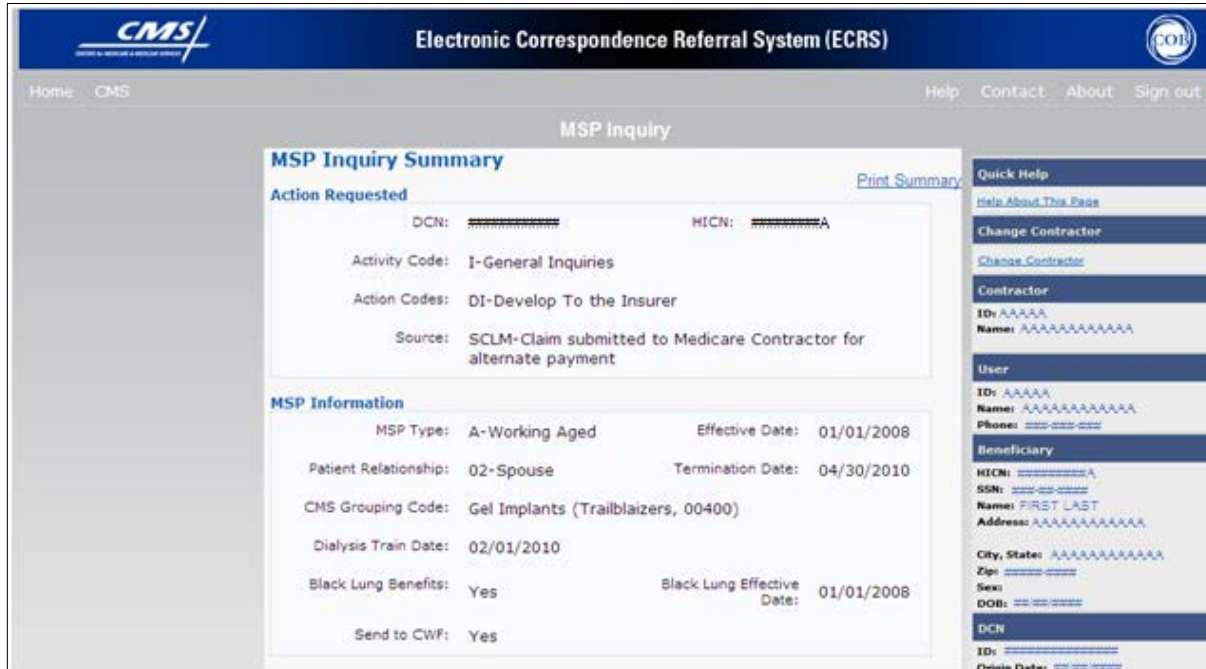 CMS
CENTERS for MEDICARE & MEDICAID SERVICES
Electronic Correspondence Referral System (ECRS)
COB
Home CMS
Help Contact About Sign out
MSP Inquiry
MSP Inquiry Summary
Print Summary
Action Requested
DCN: ############ HICN: #########A
Activity Code: I-General Inquiries
Action Codes: DI-Develop To the Insurer
Source: SCLM-Claim submitted to Medicare Contractor for
alternate payment
MSP Information
MSP Type: A-Working Aged Effective Date: 01/01/2008
Patient Relationship: 02-Spouse Termination Date: 04/30/2010
CMS Grouping Code: Gel Implants (Trailblaizers, 00400)
Dialysis Train Date: 02/01/2010
Black Lung Benefits: Yes Black Lung Effective
Date: 01/01/2008
Send to CWF: Yes
Quick Help
Help About This Page
Change Contractor
Change Contractor
Contractor
ID: AAAAA
Name: AAAAAAAAAAAA
User
ID: AAAAA
Name: AAAAAAAAAAAA
Phone: ###-###-###
Beneficiary
HICN: #########A
SSN: ###-##-####
Name: FIRST LAST
Address: AAAAAAAAAAAA
City, State: AAAAAAAAAAAA
Zip: #####-####
Sex:
DOB: ##/##/####
DCN
ID: ###############
Origin Date: ##/##/####